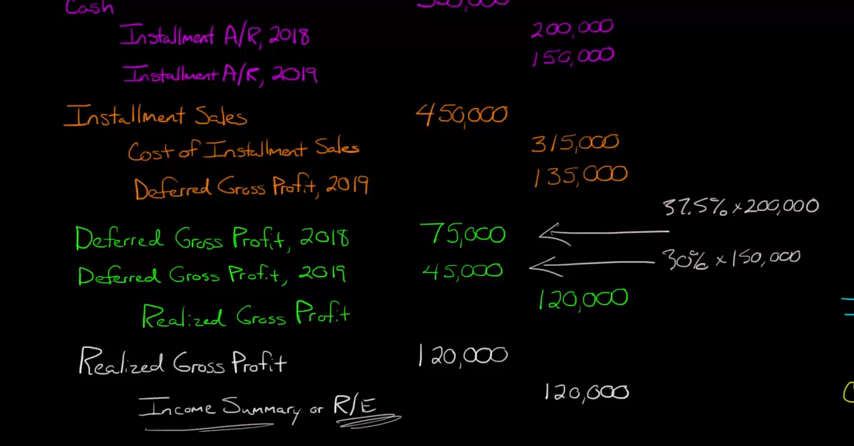 Cash
Installment A/R, 2018 200,000
Installment A/R, 2019 150,000
Installment Sales 450,000
Cost of Installment Sales 315,000
Deferred Gross Profit, 2019 135,000
37.5% x 200,000
Deferred Gross Profit, 2018 75,000
30% x 150,000
Deferred Gross Profit, 2019 45,000
Realized Gross Profit 120,000
Realized Gross Profit 120,000
Income Summary or R/E 120,000